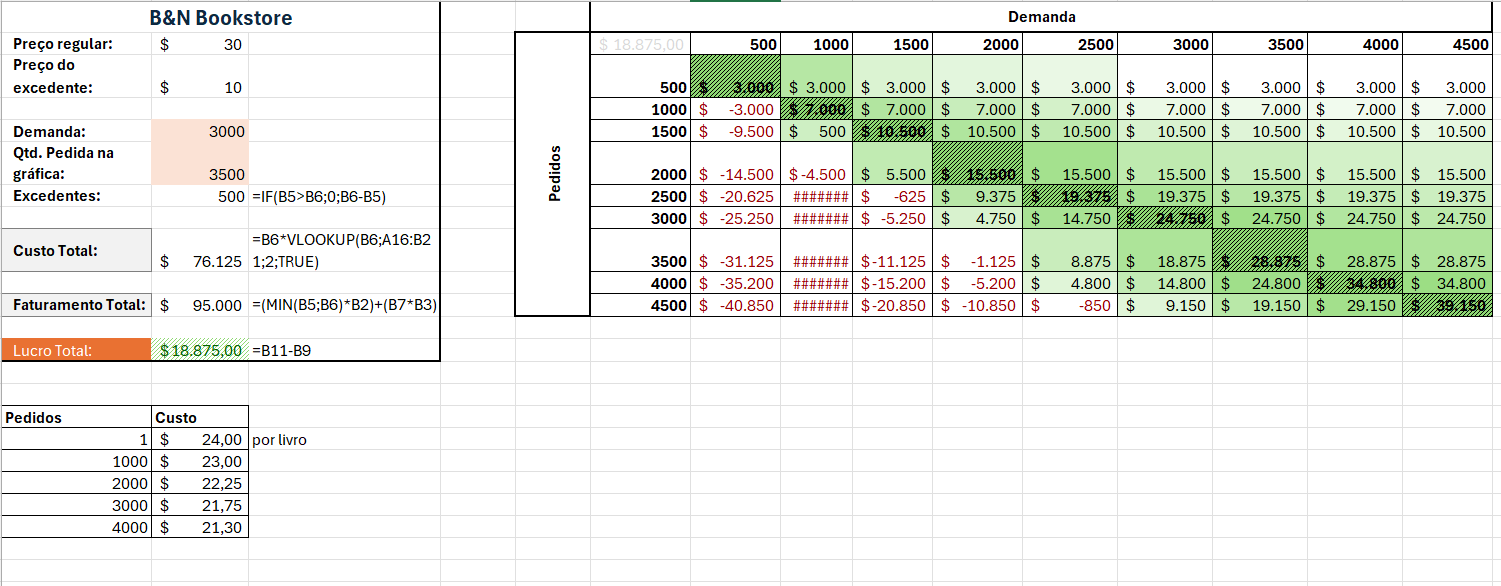 B&N Bookstore
Preço regular: $ 30
Preço do
excedente: $ 10
Demanda: 3000
Qtd. Pedida na
gráfica: 3500
Excedentes: 500 =IF(B5>B6;0;B6-B5)
Custo Total: $ 76.125 =B6*VLOOKUP(B6;A16:B2
1;2;TRUE)
Faturamento Total: $ 95.000 =(MIN(B5;B6)*B2)+(B7*B3)
Lucro Total: $18.875,00 =B11-B9
Pedidos Custo
1 $ 24,00 por livro
1000 $ 23,00
2000 $ 22,25
3000 $ 21,75
4000 $ 21,30
Demanda
Pedidos
$ 18.875,00 500 1000 1500 2000 2500 3000 3500 4000 4500
500 $ 3.000 $ 3.000 $ 3.000 $ 3.000 $ 3.000 $ 3.000 $ 3.000 $ 3.000 $ 3.000
1000 $ -3.000 $ 7.000 $ 7.000 $ 7.000 $ 7.000 $ 7.000 $ 7.000 $ 7.000 $ 7.000
1500 $ -9.500 $ 500 $ 10.500 $ 10.500 $ 10.500 $ 10.500 $ 10.500 $ 10.500 $ 10.500
2000 $ -14.500 $ -4.500 $ 5.500 $ 15.500 $ 15.500 $ 15.500 $ 15.500 $ 15.500 $ 15.500
2500 $ -20.625 ####### $ -625 $ 9.375 $ 19.375 $ 19.375 $ 19.375 $ 19.375 $ 19.375
3000 $ -25.250 ####### $ -5.250 $ 4.750 $ 14.750 $ 24.750 $ 24.750 $ 24.750 $ 24.750
3500 $ -31.125 ####### $ -11.125 $ -1.125 $ 8.875 $ 18.875 $ 28.875 $ 28.875 $ 28.875
4000 $ -35.200 ####### $ -15.200 $ -5.200 $ 4.800 $ 14.800 $ 24.800 $ 34.800 $ 34.800
4500 $ -40.850 ####### $ -20.850 $ -10.850 $ -850 $ 9.150 $ 19.150 $ 29.150 $ 39.150